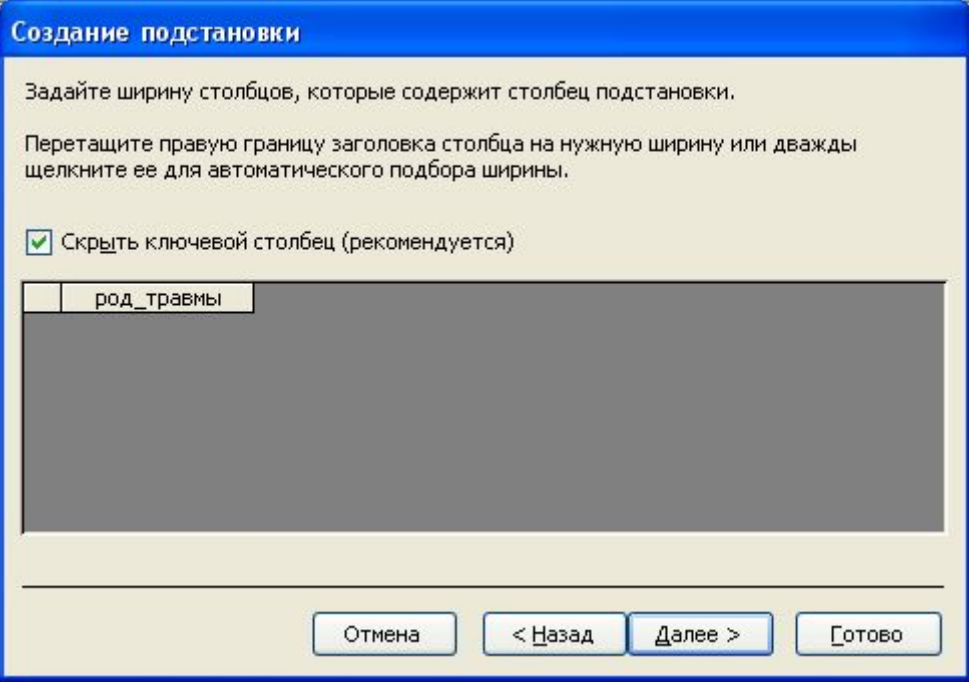 Создание подстановки
Задайте ширину столбцов, которые содержит столбец подстановки.
Перетащите правую границу заголовка столбца на нужную ширину или дважды
щелкните ее для автоматического подбора ширины.
Скрыть ключевой столбец (рекомендуется)
род_травмы
Отмена
< Назад
Далее >
Готово